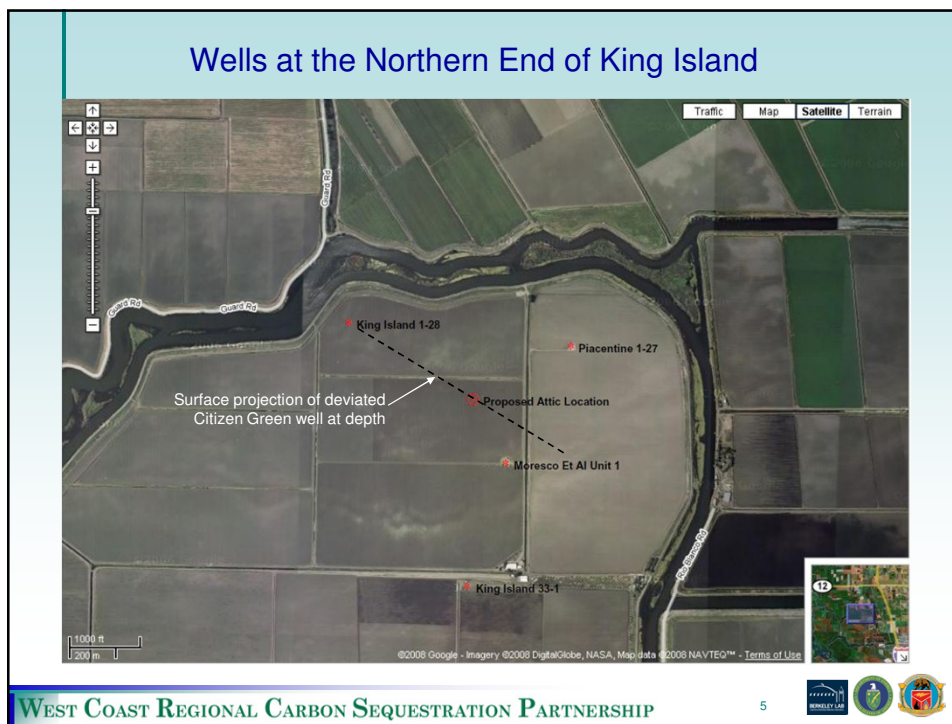 Wells at the Northern End of King Island
Traffic
Map
Satellite
Terrain
Guard Rd
Guard Rd
Guard Rd
King Island 1-28
Piacentine 1-27
Surface projection of deviated
Citizen Green well at depth
Proposed Attic Location
Moresco Et Al Unit 1
Rio Blanco Rd
King Island 33-1
12
1000 ft
200 m
©2008 Google - Imagery ©2008 DigitalGlobe, NASA, Map data ©2008 NAVTEQ™ - Terms of Use
WEST COAST REGIONAL CARBON SEQUESTRATION PARTNERSHIP
5
BERKELEY LAB